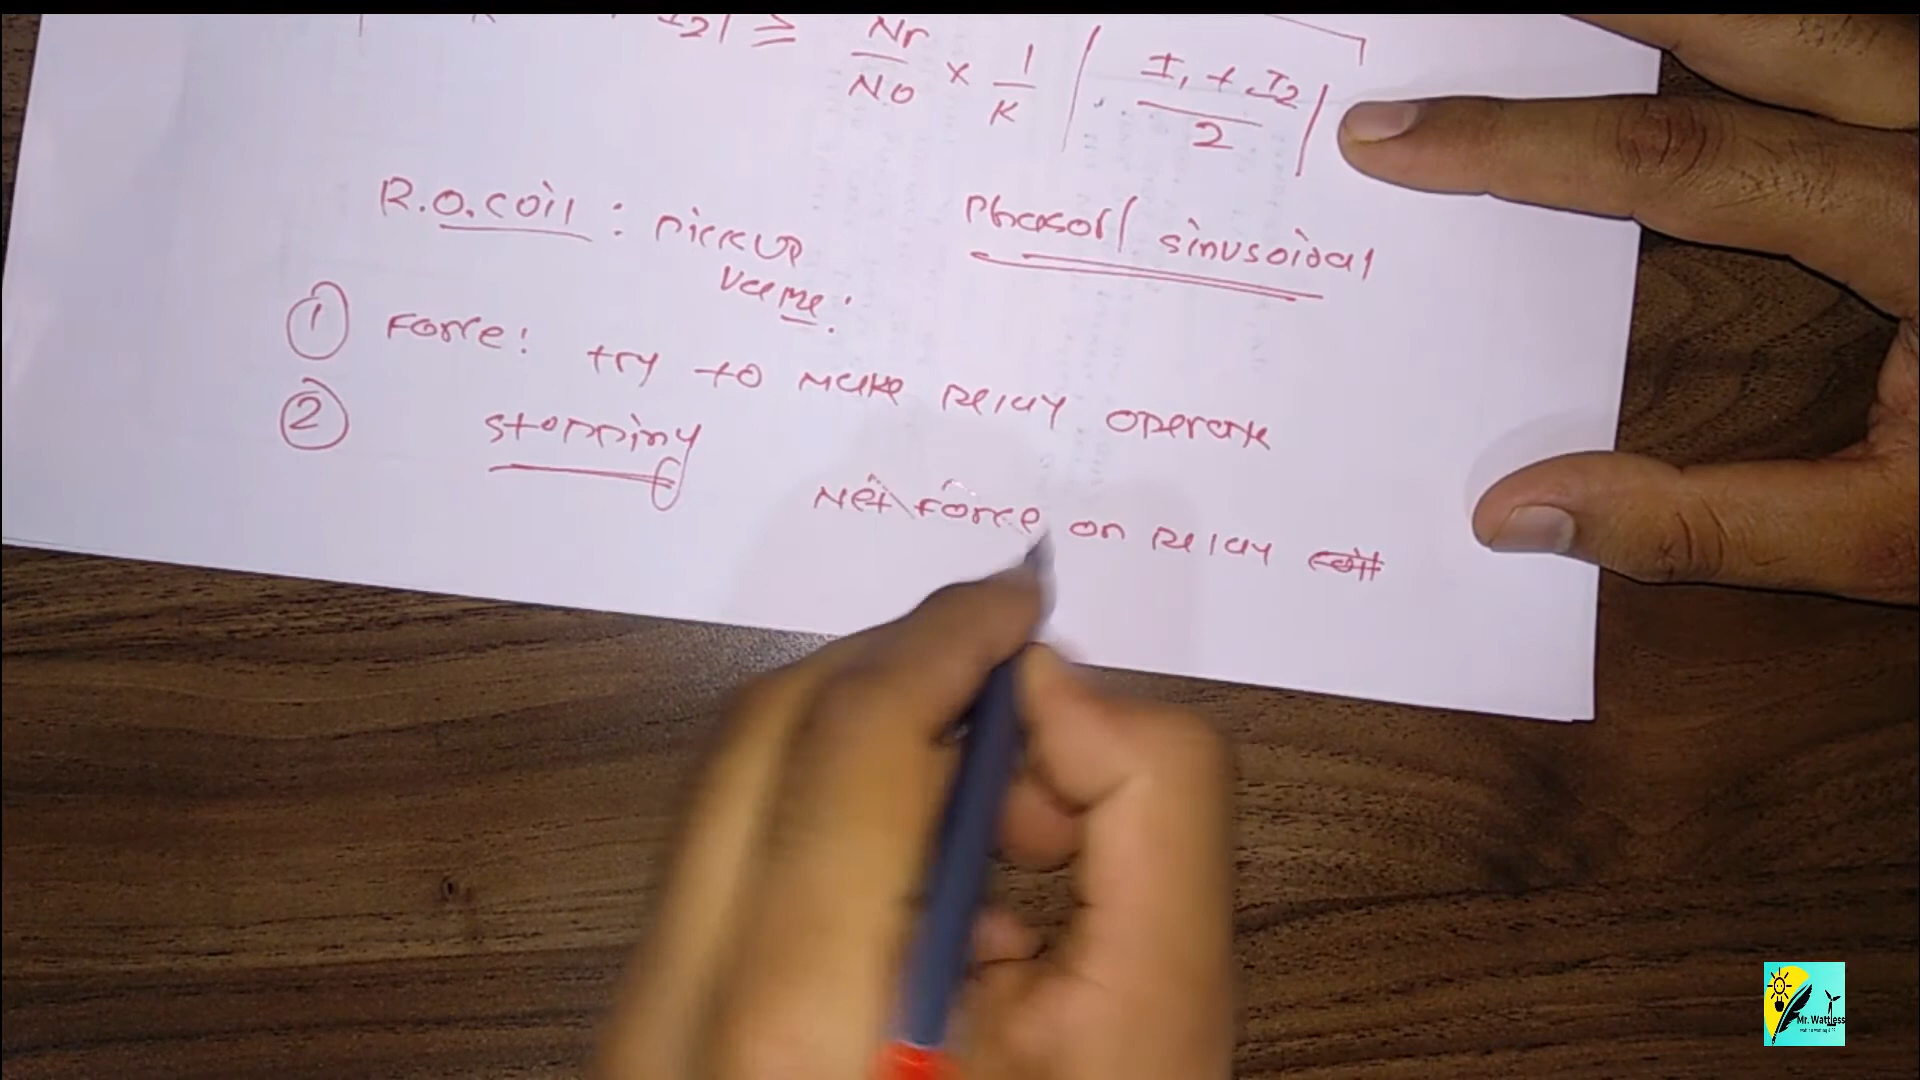 I2| ≥ Nr/No × 1/K | I1 + I2 / 2 |
R.O.coil : pickup value:
Phasor/ sinusoidal
1 Force: try to make relay operate
2 stopping
Net force on relay
Mr. Wattless